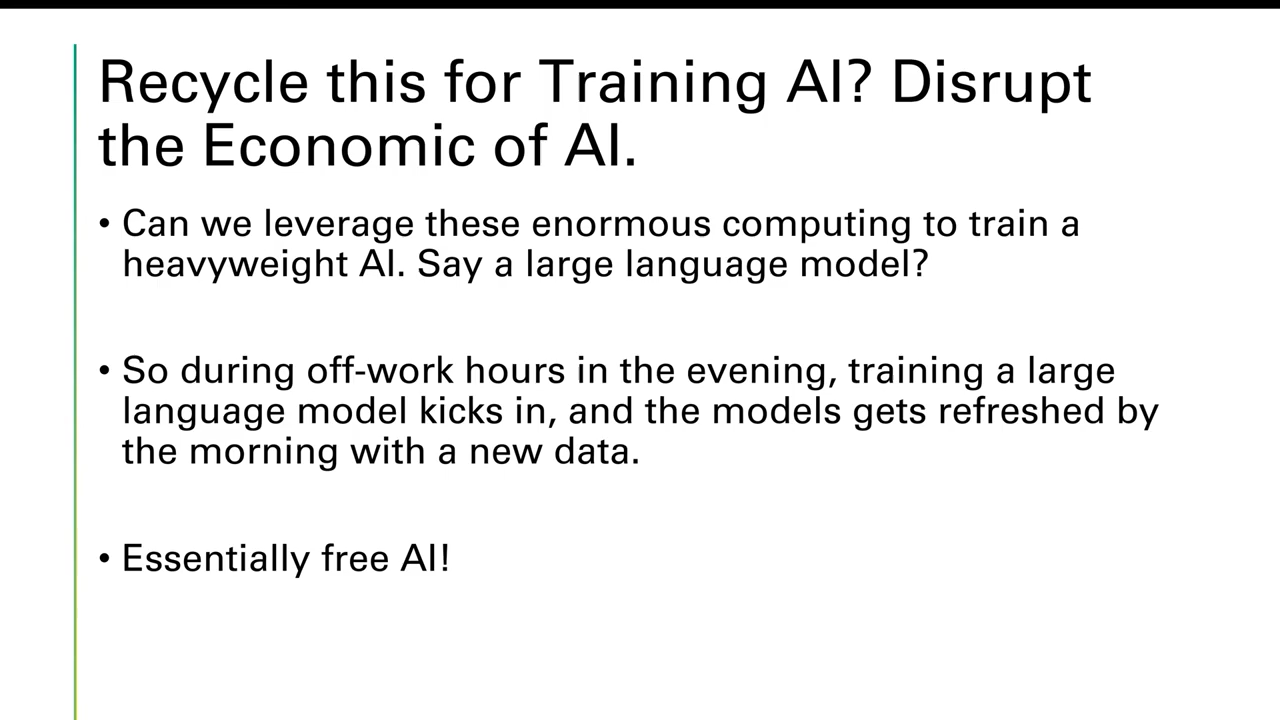 Recycle this for Training AI? Disrupt
the Economic of AI.
• Can we leverage these enormous computing to train a
heavyweight AI. Say a large language model?
• So during off-work hours in the evening, training a large
language model kicks in, and the models gets refreshed by
the morning with a new data.
• Essentially free AI!